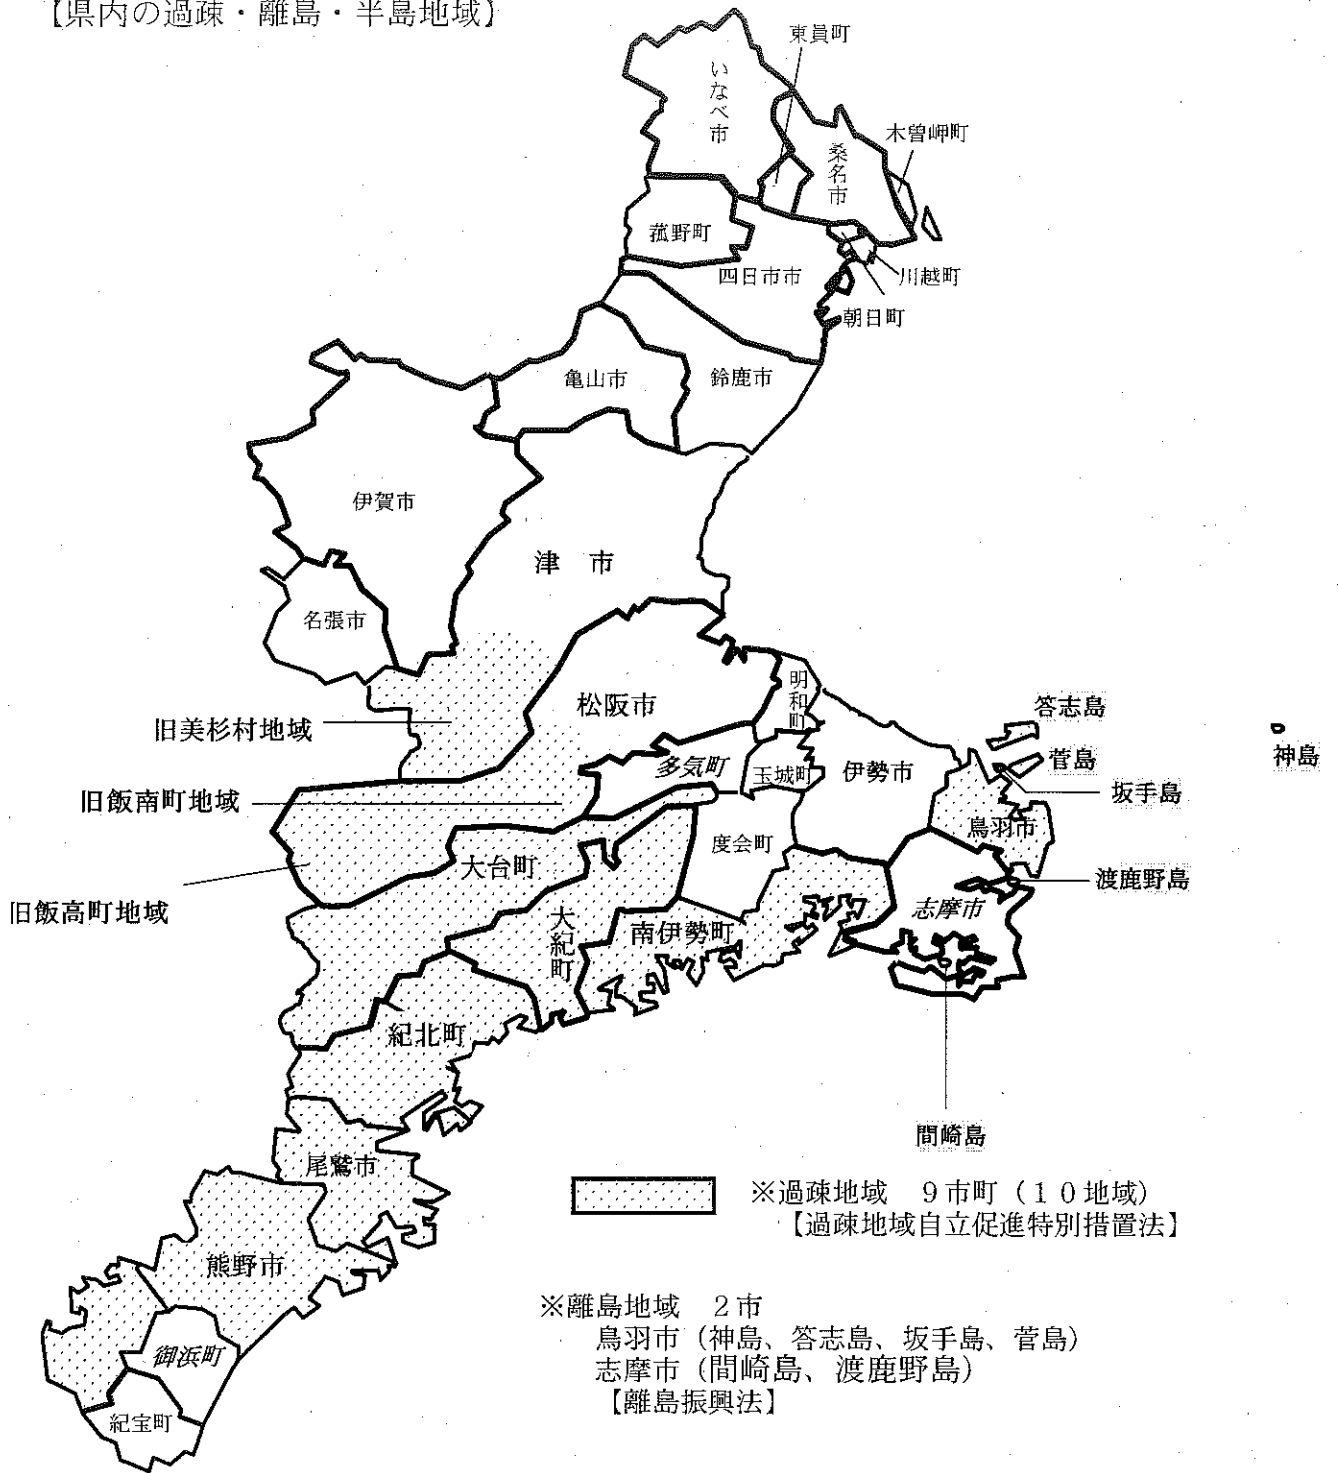 【県内の過疎・離島・半島地域】
東員町
いなべ市
木曽岬町
桑名市
菰野町
四日市市
川越町
朝日町
亀山市
鈴鹿市
伊賀市
津 市
名張市
松阪市
明和町
旧美杉村地域
答志島
神島
多気町
玉城町
伊勢市
菅島
旧飯南町地域
坂手島
鳥羽市
度会町
大台町
渡鹿野島
旧飯高町地域
志摩市
大紀町
南伊勢町
紀北町
間崎島
尾鷲市
※過疎地域 9市町(10地域)
【過疎地域自立促進特別措置法】
熊野市
※離島地域 2市
鳥羽市(神島、答志島、坂手島、菅島)
御浜町
志摩市(間崎島、渡鹿野島)
【離島振興法】
紀宝町